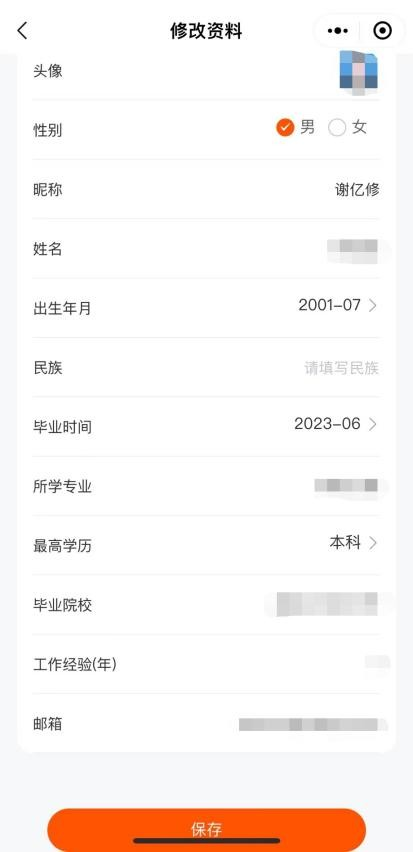 修改资料
头像
性别 男 女
昵称 谢亿修
姓名
出生年月 2001-07
民族 请填写民族
毕业时间 2023-06
所学专业
最高学历 本科
毕业院校
工作经验(年)
邮箱
保存